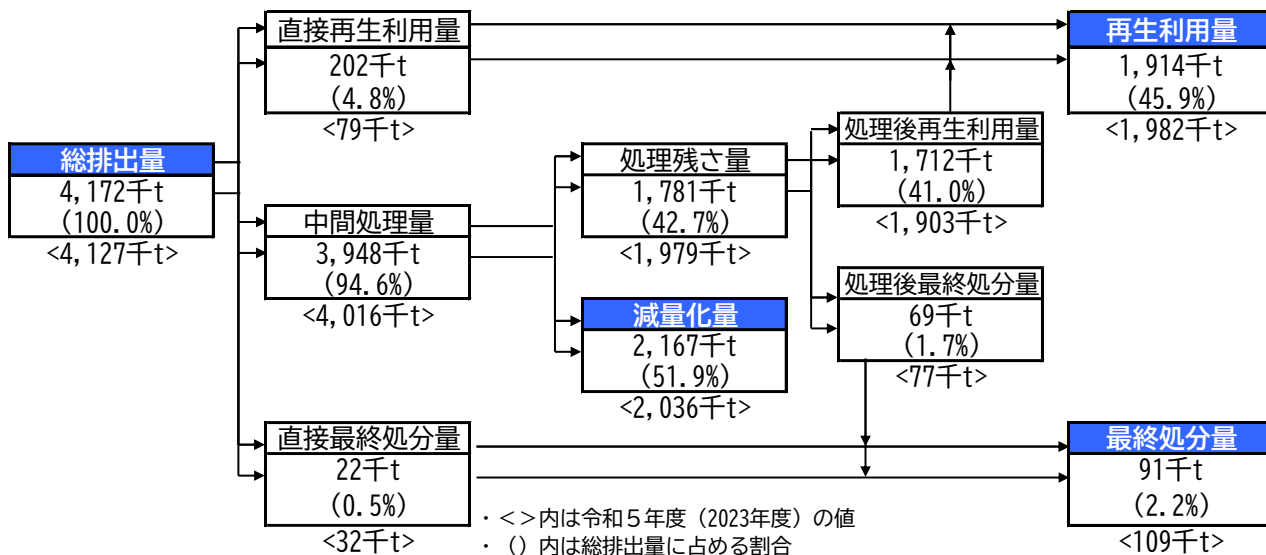 直接再生利用量
202千t
(4.8%)
<79千t>
再生利用量
1,914千t
(45.9%)
<1,982千t>
総排出量
4,172千t
(100.0%)
<4,127千t>
中間処理量
3,948千t
(94.6%)
<4,016千t>
処理残さ量
1,781千t
(42.7%)
<1,979千t>
処理後再生利用量
1,712千t
(41.0%)
<1,903千t>
減量化量
2,167千t
(51.9%)
<2,036千t>
処理後最終処分量
69千t
(1.7%)
<77千t>
直接最終処分量
22千t
(0.5%)
<32千t>
最終処分量
91千t
(2.2%)
<109千t>
・<>内は令和5年度(2023年度)の値
・()内は総排出量に占める割合